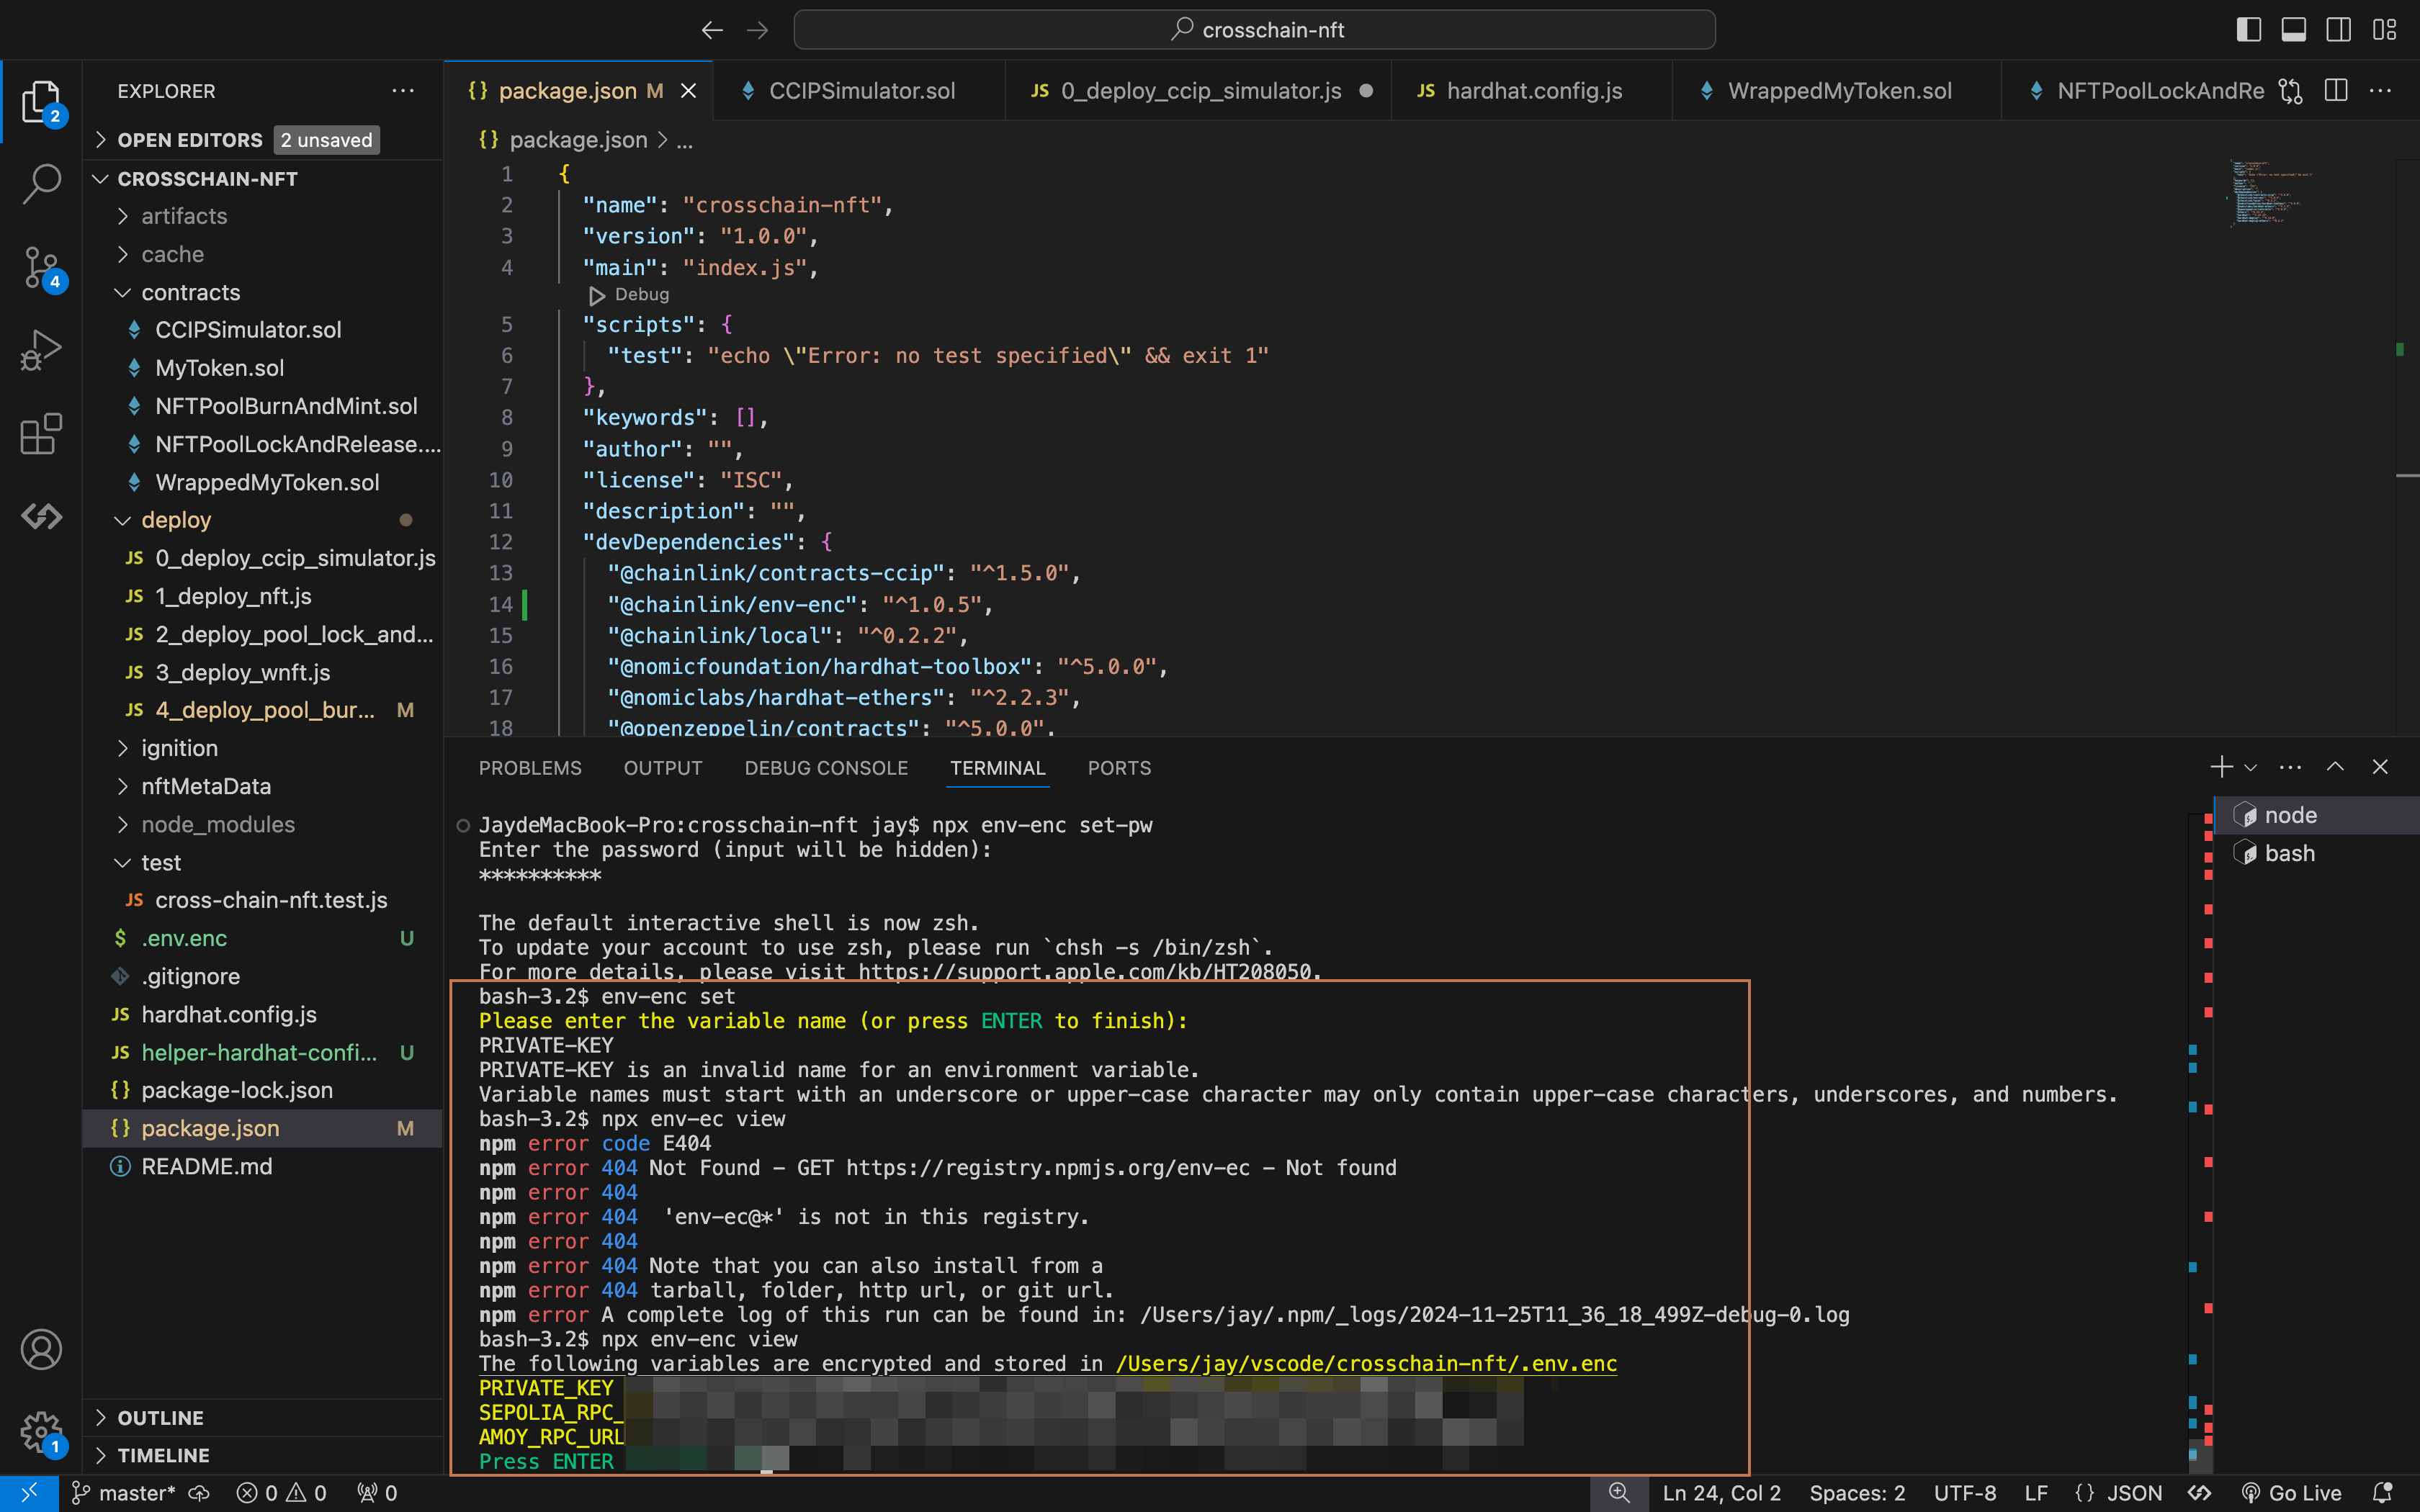 crosschain-nft
EXPLORER
OPEN EDITORS 2 unsaved
CROSSCHAIN-NFT
artifacts
cache
contracts
CCIPSimulator.sol
MyToken.sol
NFTPoolBurnAndMint.sol
NFTPoolLockAndRelease....
WrappedMyToken.sol
deploy
0_deploy_ccip_simulator.js
1_deploy_nft.js
2_deploy_pool_lock_and...
3_deploy_wnft.js
4_deploy_pool_bur... M
ignition
nftMetaData
node_modules
test
cross-chain-nft.test.js
.env.enc U
.gitignore
hardhat.config.js
helper-hardhat-confi... U
package-lock.json
package.json M
README.md
OUTLINE
TIMELINE
2
4
1
package.json M
CCIPSimulator.sol
0_deploy_ccip_simulator.js
hardhat.config.js
WrappedMyToken.sol
NFTPoolLockAndRe
package.json > ...
1 {
2 "name": "crosschain-nft",
3 "version": "1.0.0",
4 "main": "index.js",
Debug
5 "scripts": {
6 "test": "echo \"Error: no test specified\" && exit 1"
7 },
8 "keywords": [],
9 "author": "",
10 "license": "ISC",
11 "description": "",
12 "devDependencies": {
13 "@chainlink/contracts-ccip": "^1.5.0",
14 "@chainlink/env-enc": "^1.0.5",
15 "@chainlink/local": "^0.2.2",
16 "@nomicfoundation/hardhat-toolbox": "^5.0.0",
17 "@nomiclabs/hardhat-ethers": "^2.2.3",
18 "@openzeppelin/contracts": "^5.0.0",
PROBLEMS OUTPUT DEBUG CONSOLE TERMINAL PORTS
node
bash
JaydeMacBook-Pro:crosschain-nft jay$ npx env-enc set-pw
Enter the password (input will be hidden):
**********
The default interactive shell is now zsh.
To update your account to use zsh, please run `chsh -s /bin/zsh`.
For more details, please visit https://support.apple.com/kb/HT208050.
bash-3.2$ env-enc set
Please enter the variable name (or press ENTER to finish):
PRIVATE-KEY
PRIVATE-KEY is an invalid name for an environment variable.
Variable names must start with an underscore or upper-case character may only contain upper-case characters, underscores, and numbers.
bash-3.2$ npx env-ec view
npm error code E404
npm error 404 Not Found - GET https://registry.npmjs.org/env-ec - Not found
npm error 404
npm error 404  'env-ec@*' is not in this registry.
npm error 404
npm error 404 Note that you can also install from a
npm error 404 tarball, folder, http url, or git url.
npm error A complete log of this run can be found in: /Users/jay/.npm/_logs/2024-11-25T11_36_18_499Z-debug-0.log
bash-3.2$ npx env-enc view
The following variables are encrypted and stored in /Users/jay/vscode/crosschain-nft/.env.enc
PRIVATE_KEY
SEPOLIA_RPC_
AMOY_RPC_URL
Press ENTER
master* 0 0 0
Ln 24, Col 2 Spaces: 2 UTF-8 LF {} JSON Go Live